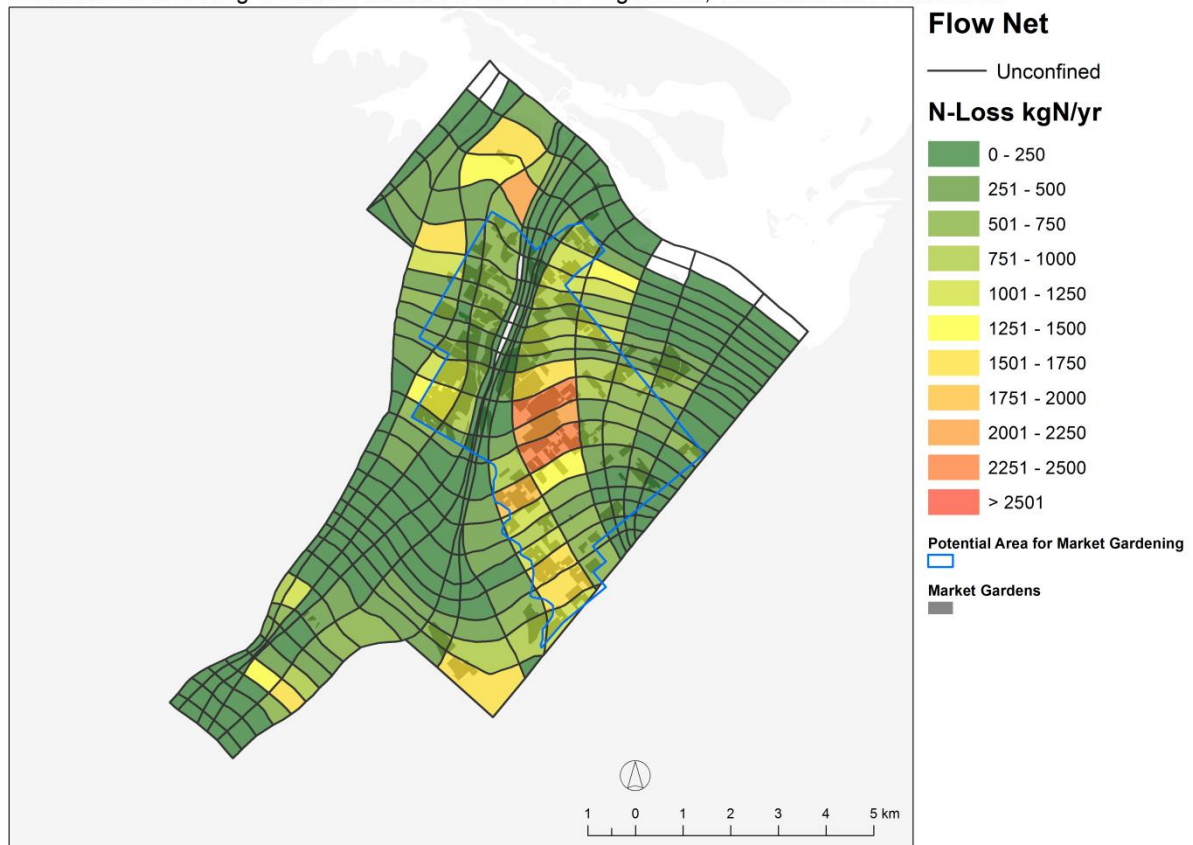 Flow Net
Unconfined
N-Loss kgN/yr
0 - 250
251 - 500
501 - 750
751 - 1000
1001 - 1250
1251 - 1500
1501 - 1750
1751 - 2000
2001 - 2250
2251 - 2500
> 2501
Potential Area for Market Gardening
Market Gardens
1 0 1 2 3 4 5 km